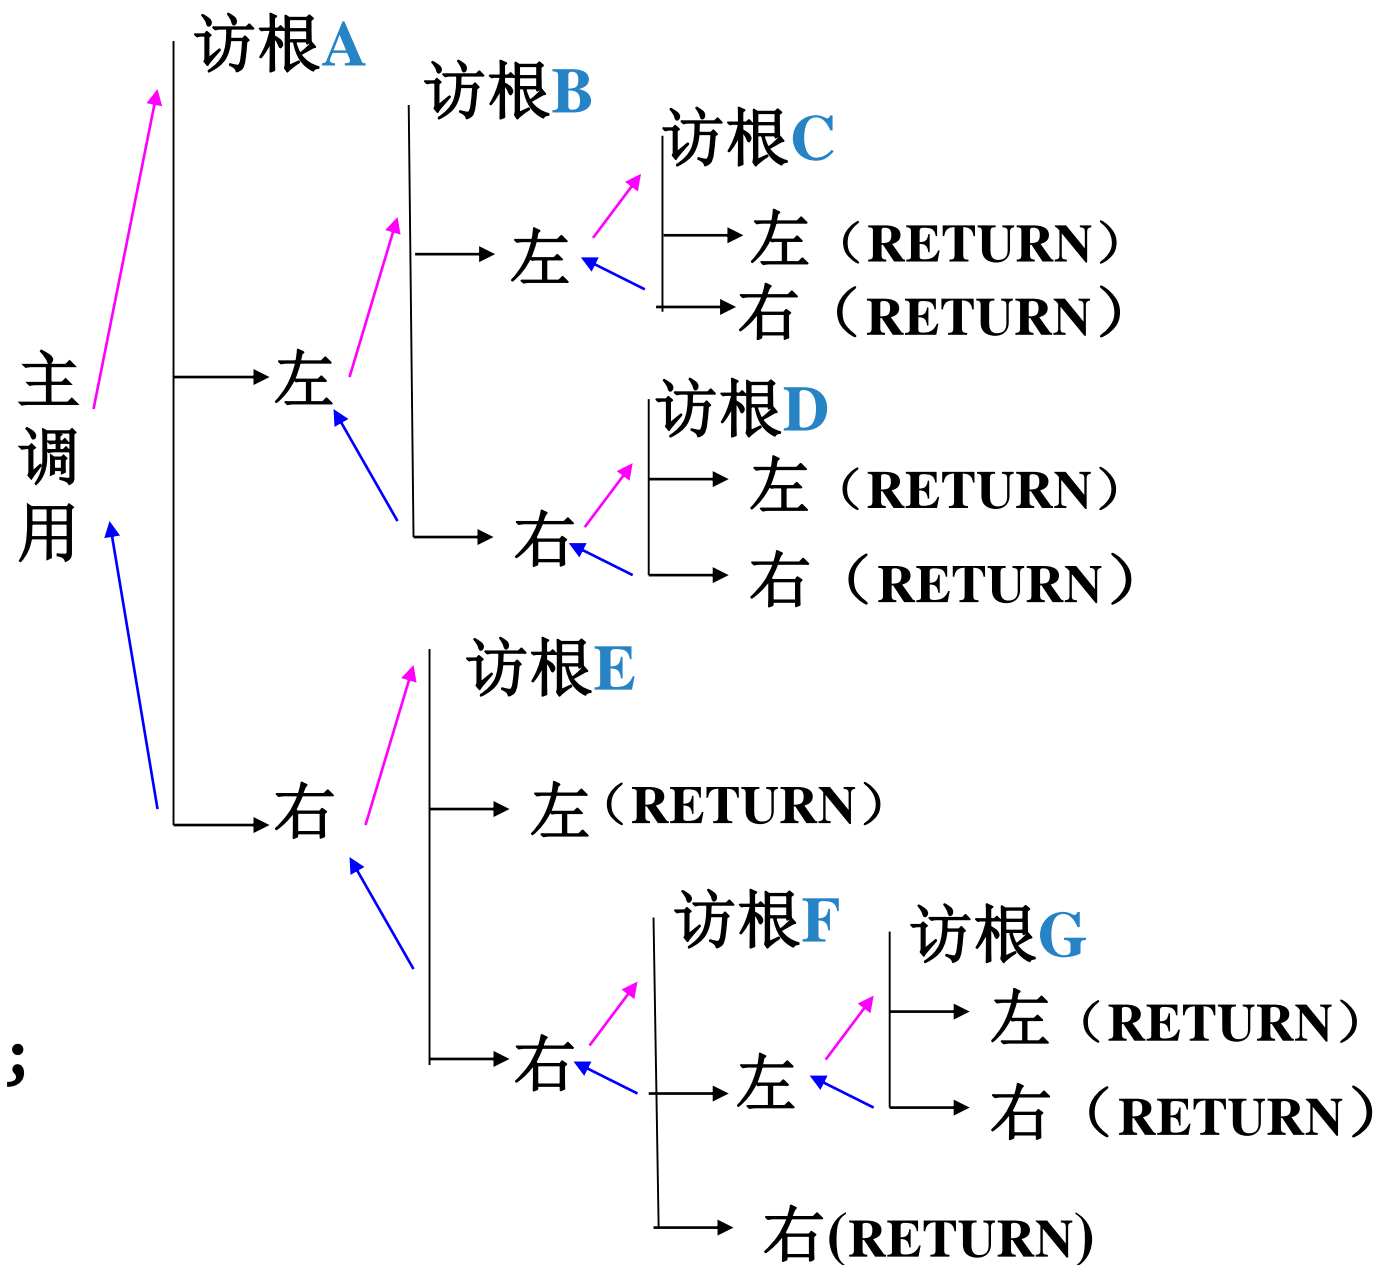 访根A
访根B
访根C
左（RETURN）
左
右（RETURN）
主调用
左
访根D
左（RETURN）
右
右（RETURN）
访根E
右
左（RETURN）
访根F
访根G
左（RETURN）
；
右
左
右（RETURN）
右(RETURN)